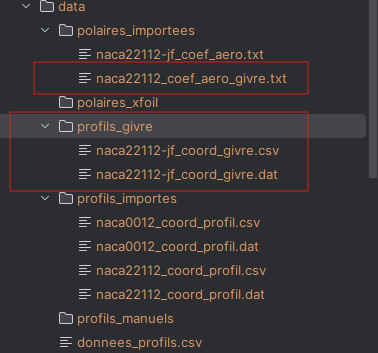 data
polaires_importees
naca22112-jf_coef_aero.txt
naca22112_coef_aero_givre.txt
polaires_xfoil
profils_givre
naca22112-jf_coord_givre.csv
naca22112-jf_coord_givre.dat
profils_importes
naca0012_coord_profil.csv
naca0012_coord_profil.dat
naca22112_coord_profil.csv
naca22112_coord_profil.dat
profils_manuels
donnees_profils.csv